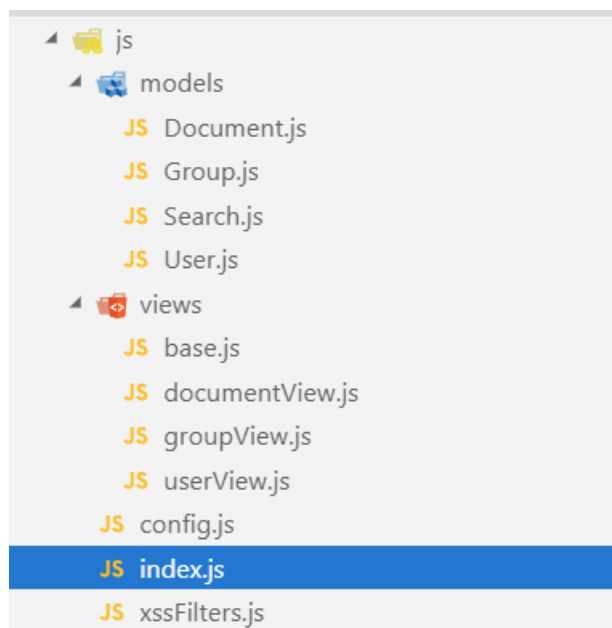 js
models
JS Document.js
JS Group.js
JS Search.js
JS User.js
views
JS base.js
JS documentView.js
JS groupView.js
JS userView.js
JS config.js
JS index.js
JS xssFilters.js